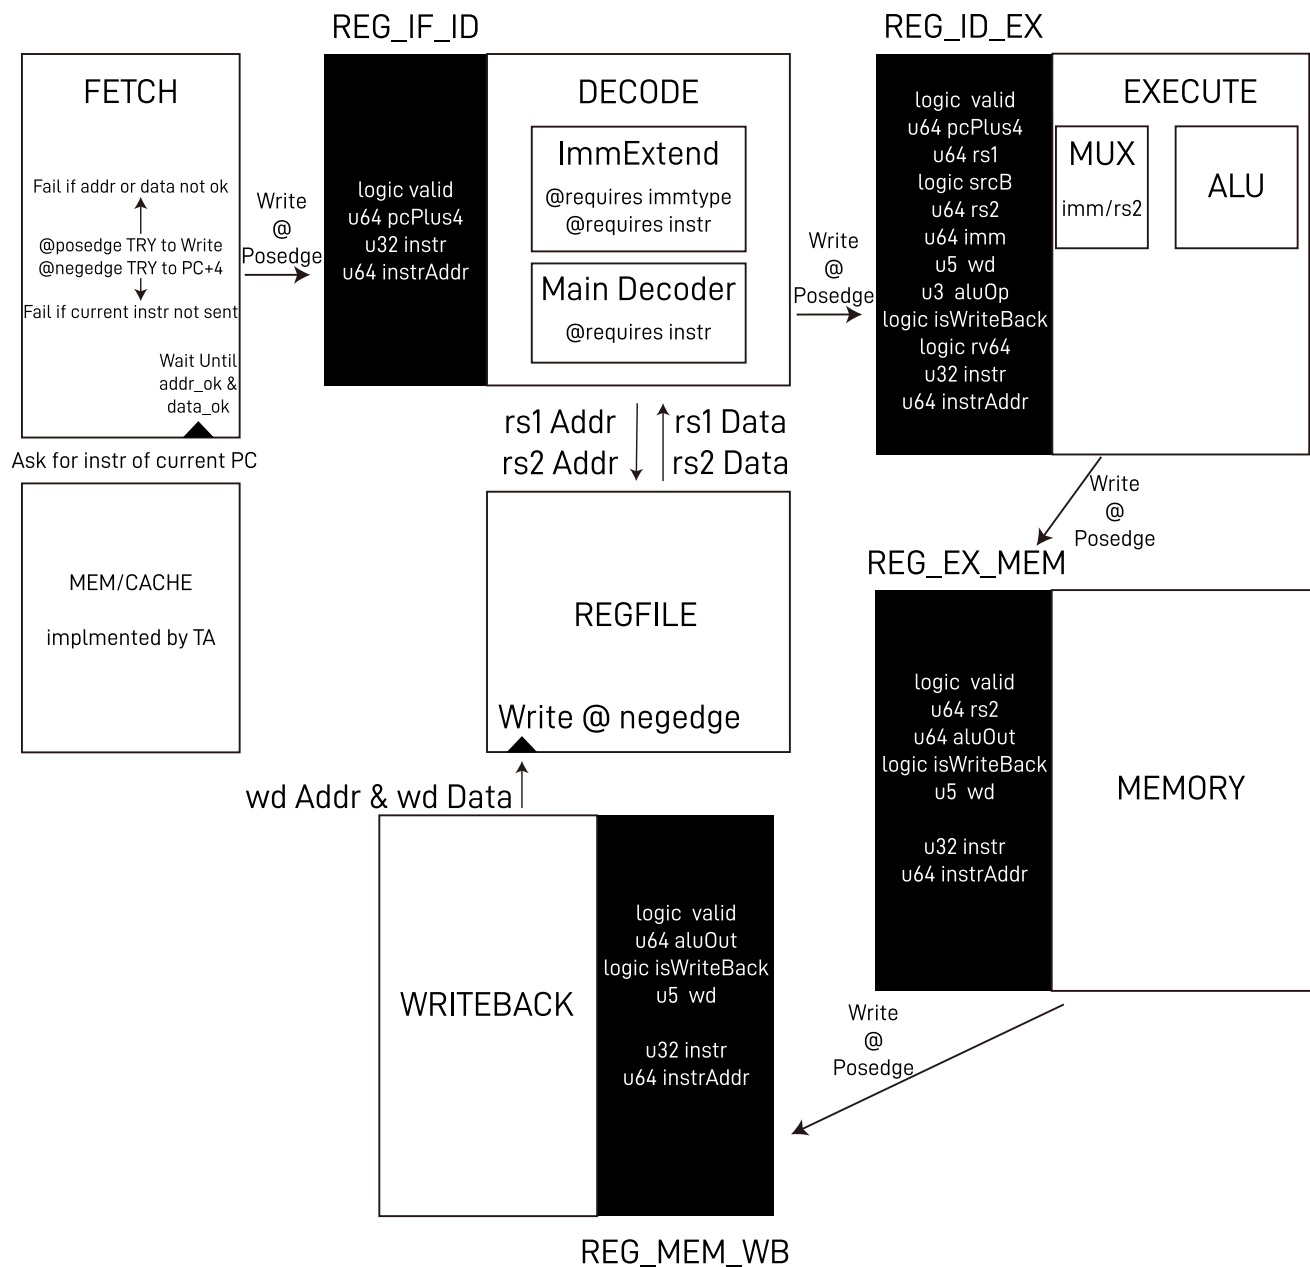 REG_IF_ID
REG_ID_EX
FETCH
Fail if addr or data not ok
@posedge TRY to Write
@negedge TRY to PC+4
Fail if current instr not sent
Wait Until
addr_ok &
data_ok
Ask for instr of current PC
MEM/CACHE
implmented by TA
Write
@
Posedge
logic valid
u64 pcPlus4
u32 instr
u64 instrAddr
DECODE
ImmExtend
@requires immtype
@requires instr
Main Decoder
@requires instr
Write
@
Posedge
rs1 Addr
rs2 Addr
rs1 Data
rs2 Data
REGFILE
Write @ negedge
wd Addr & wd Data
logic valid
u64 pcPlus4
u64 rs1
logic srcB
u64 rs2
u64 imm
u5 wd
u3 aluOp
logic isWriteBack
logic rv64
u32 instr
u64 instrAddr
EXECUTE
MUX
imm/rs2
ALU
Write
@
Posedge
REG_EX_MEM
logic valid
u64 rs2
u64 aluOut
logic isWriteBack
u5 wd
u32 instr
u64 instrAddr
MEMORY
Write
@
Posedge
WRITEBACK
logic valid
u64 aluOut
logic isWriteBack
u5 wd
u32 instr
u64 instrAddr
REG_MEM_WB